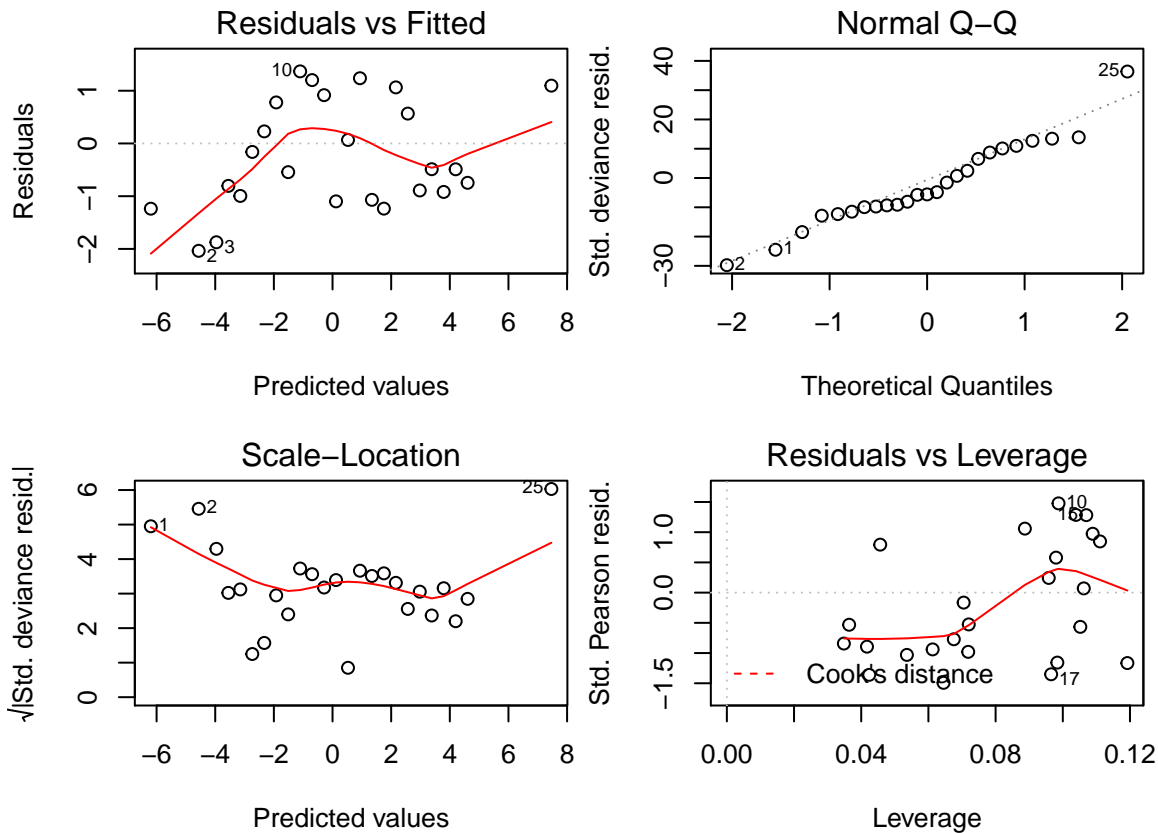 Residuals vs Fitted
Residuals
1
0
−1
−2
10
3
2
−6 −4 −2 0 2 4 6 8
Predicted values
Normal Q−Q
Std. deviance resid.
40
20
0
−30
25
1
2
−2 −1 0 1 2
Theoretical Quantiles
Scale−Location
√|Std. deviance resid.|
6
4
2
0
25
2
1
−6 −4 −2 0 2 4 6 8
Predicted values
Residuals vs Leverage
Std. Pearson resid.
1.0
0.0
−1.5
10
15
17
Cook's distance
0.00 0.04 0.08 0.12
Leverage